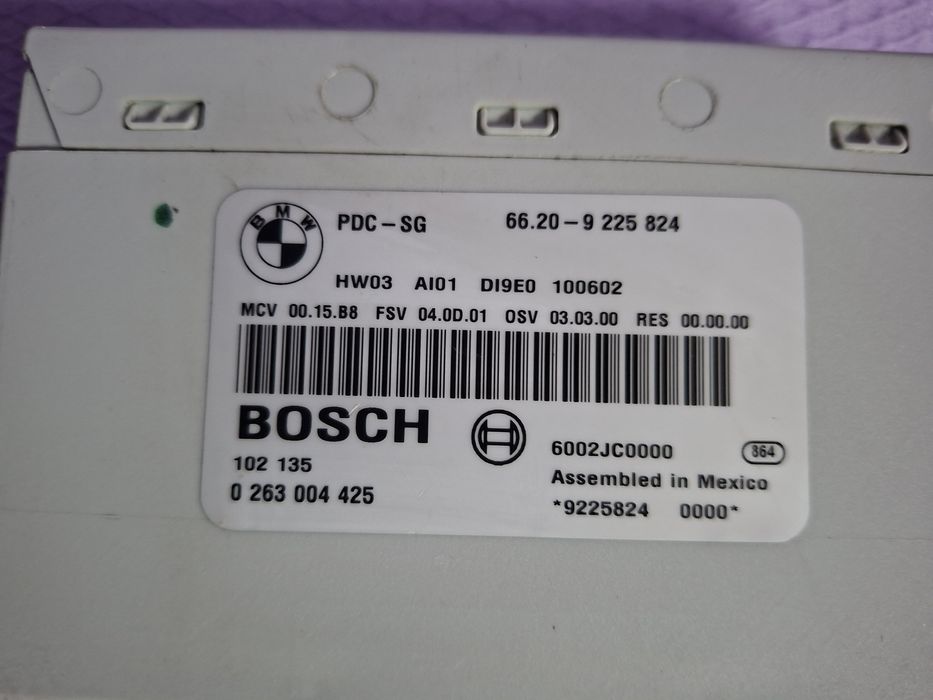 BMW
PDC-SG 66.20-9 225 824
HW03 AI01 DI9E0 100602
MCV 00.15.B8 FSV 04.0D.01 OSV 03.03.00 RES 00.00.00
BOSCH
102 135
0 263 004 425
6002JC0000 864
Assembled in Mexico
*9225824 0000*